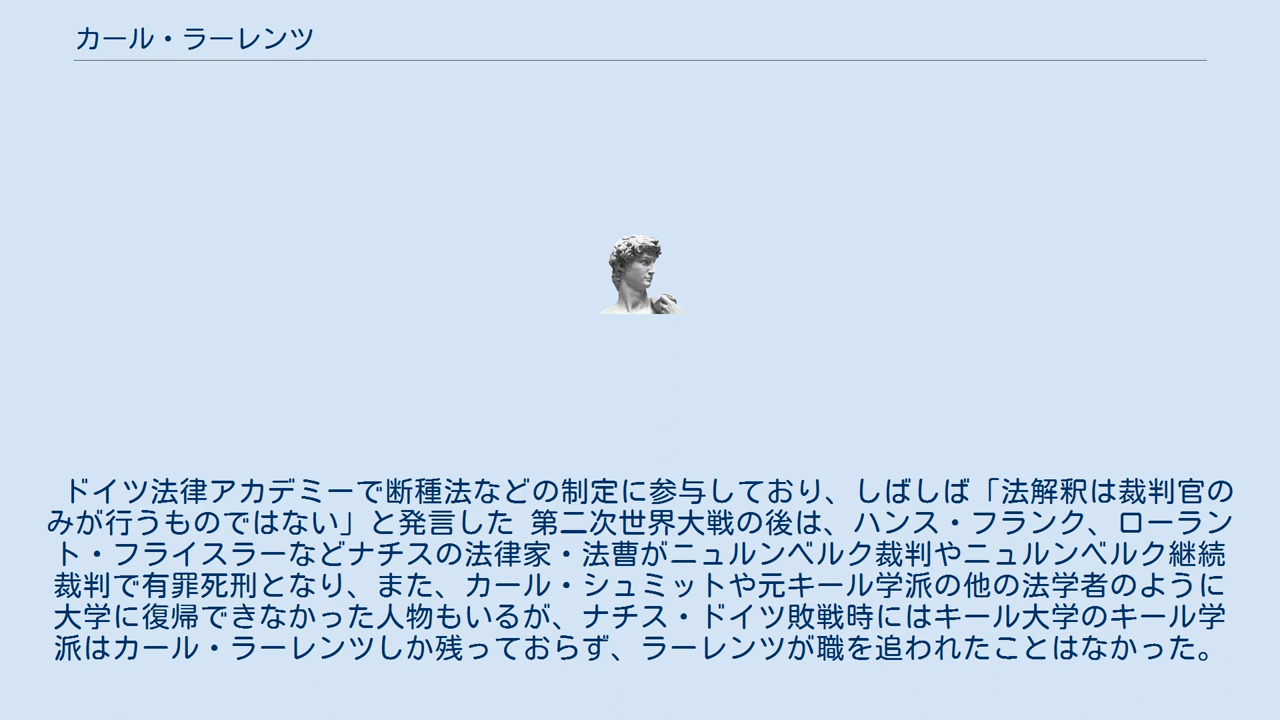 カール・ラーレンツ
ドイツ法律アカデミーで断種法などの制定に参与しており、しばしば「法解釈は裁判官の
みが行うものではない」と発言した 第二次世界大戦の後は、ハンス・フランク、ローラン
ト・フライスラーなどナチスの法律家・法曹がニュルンベルク裁判やニュルンベルク継続
裁判で有罪死刑となり、また、カール・シュミットや元キール学派の他の法学者のように
大学に復帰できなかった人物もいるが、ナチス・ドイツ敗戦時にはキール大学のキール学
派はカール・ラーレンツしか残っておらず、ラーレンツが職を追われたことはなかった。